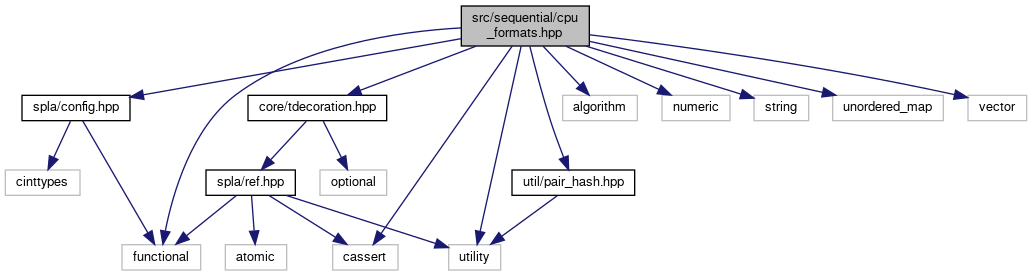 src/sequential/cpu
_formats.hpp
spla/config.hpp
core/tdecoration.hpp
algorithm
numeric
string
unordered_map
vector
cinttypes
spla/ref.hpp
optional
util/pair_hash.hpp
functional
atomic
cassert
utility